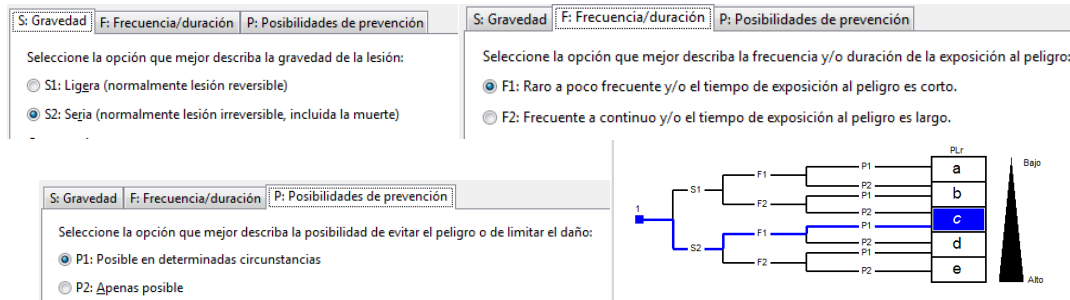 S: Gravedad F: Frecuencia/duración P: Posibilidades de prevención
Seleccione la opción que mejor describa la gravedad de la lesión:
S1: Ligera (normalmente lesión reversible)
S2: Seria (normalmente lesión irreversible, incluida la muerte)
S: Gravedad F: Frecuencia/duración P: Posibilidades de prevención
Seleccione la opción que mejor describa la frecuencia y/o duración de la exposición al peligro:
F1: Raro a poco frecuente y/o el tiempo de exposición al peligro es corto.
F2: Frecuente a continuo y/o el tiempo de exposición al peligro es largo.
S: Gravedad F: Frecuencia/duración P: Posibilidades de prevención
Seleccione la opción que mejor describa la posibilidad de evitar el peligro o de limitar el daño:
P1: Posible en determinadas circunstancias
P2: Apenas posible
PLr
P1 a Bajo
F1
S1 P2
P1 b
F2
1 P2
P1 c
F1
S2 P2 d
P1
F2
P2 e
Alto